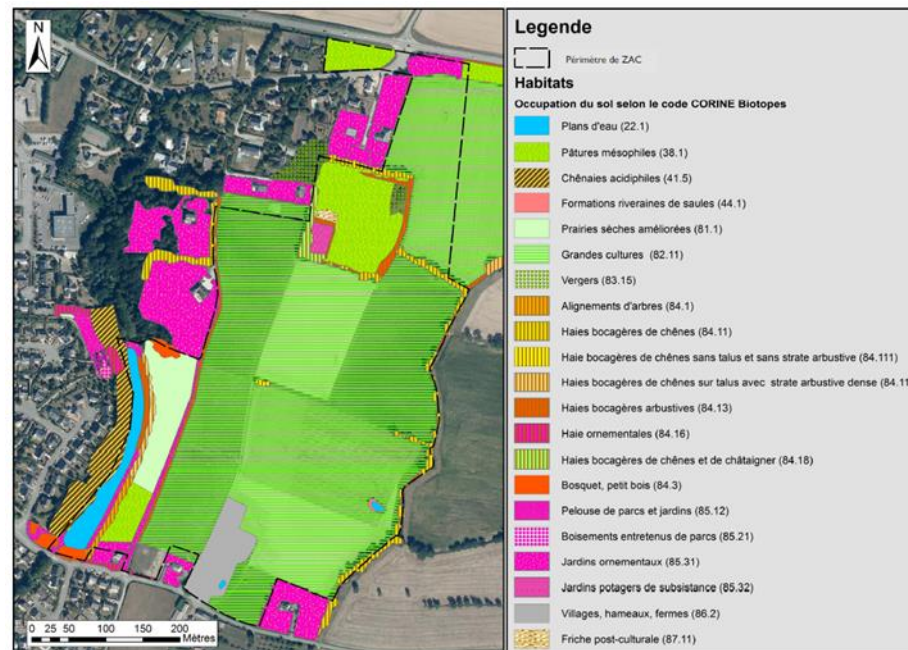 N
0 25 50 100 150 200
Mètres
Legende
Périmètre de ZAC
Habitats
Occupation du sol selon le code CORINE Biotopes
Plans d'eau (22.1)
Pâtures mésophiles (38.1)
Chênaies acidiphiles (41.5)
Formations riveraines de saules (44.1)
Prairies sèches améliorées (81.1)
Grandes cultures (82.11)
Vergers (83.15)
Alignements d'arbres (84.1)
Haies bocagères de chênes (84.11)
Haie bocagères de chênes sans talus et sans strate arbustive (84.111)
Haies bocagères de chênes sur talus avec strate arbustive dense (84.11
Haies bocagères arbustives (84.13)
Haie ornementales (84.16)
Haies bocagères de chênes et de châtaigner (84.18)
Bosquet, petit bois (84.3)
Pelouse de parcs et jardins (85.12)
Boisements entretenus de parcs (85.21)
Jardins ornementaux (85.31)
Jardins potagers de subsistance (85.32)
Villages, hameaux, fermes (86.2)
Friche post-culturale (87.11)